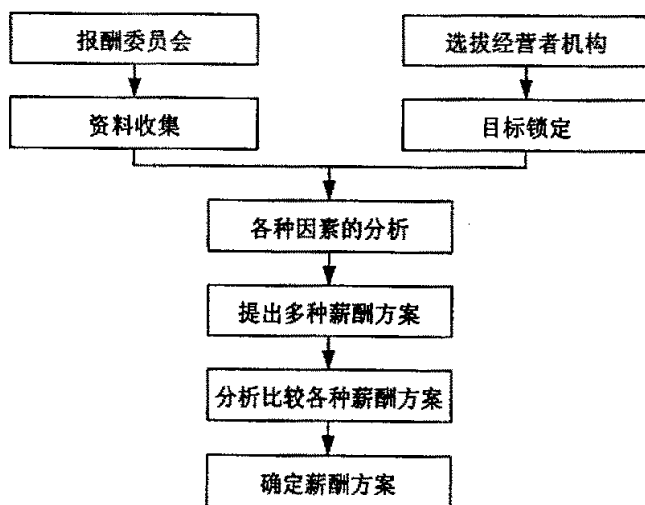 报酬委员会
选拔经营者机构
资料收集
目标锁定
各种因素的分析
提出多种薪酬方案
分析比较各种薪酬方案
确定薪酬方案